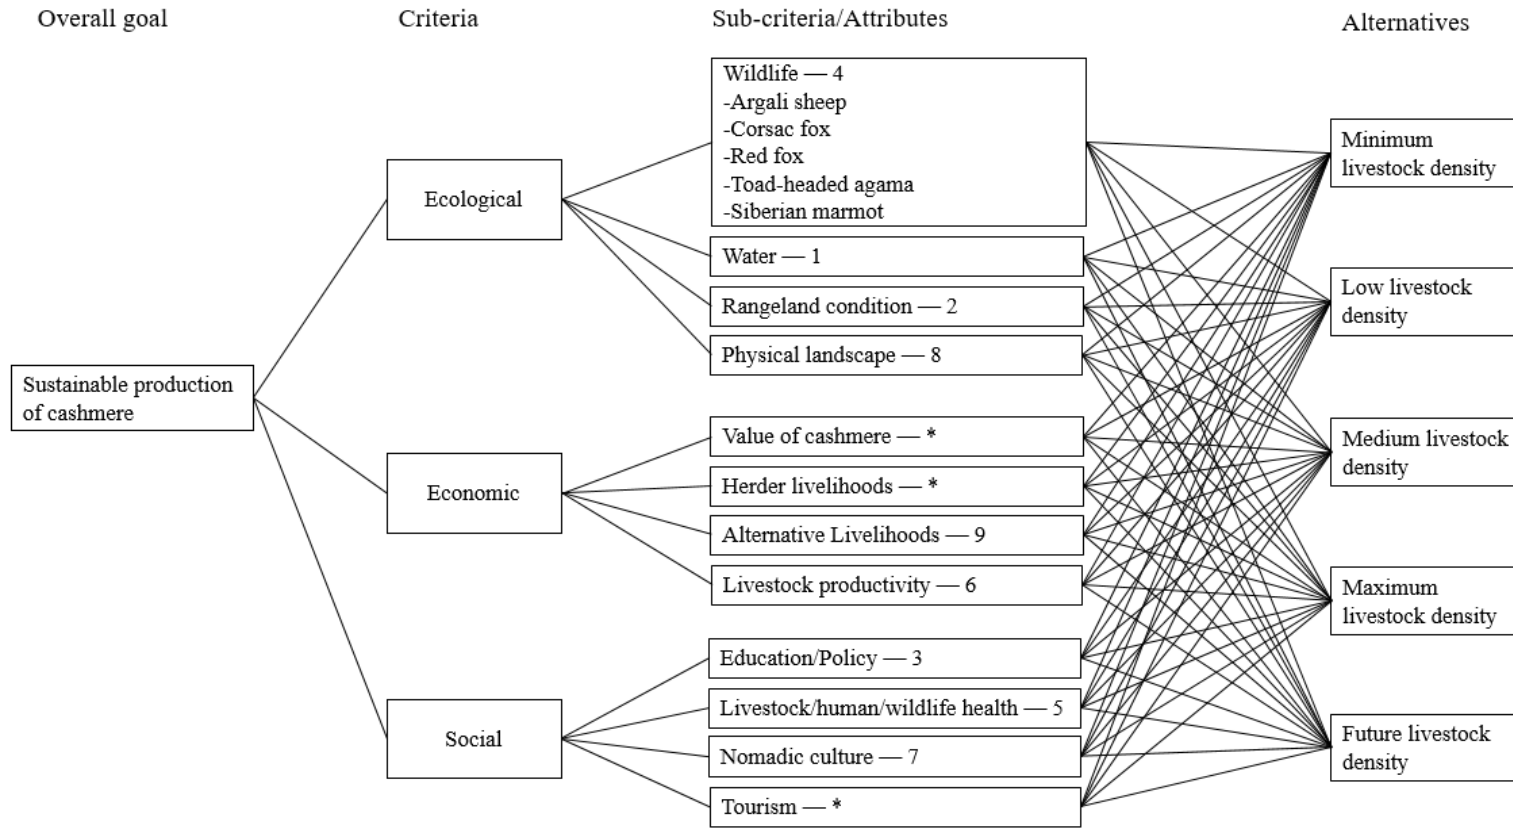 Overall goal
Criteria
Sub-criteria/Attributes
Alternatives
Sustainable production
of cashmere
Ecological
Economic
Social
Wildlife — 4
-Argali sheep
-Corsac fox
-Red fox
-Toad-headed agama
-Siberian marmot
Water — 1
Rangeland condition — 2
Physical landscape — 8
Value of cashmere — *
Herder livelihoods — *
Alternative Livelihoods — 9
Livestock productivity — 6
Education/Policy — 3
Livestock/human/wildlife health — 5
Nomadic culture — 7
Tourism — *
Minimum
livestock density
Low livestock
density
Medium livestock
density
Maximum
livestock density
Future livestock
density